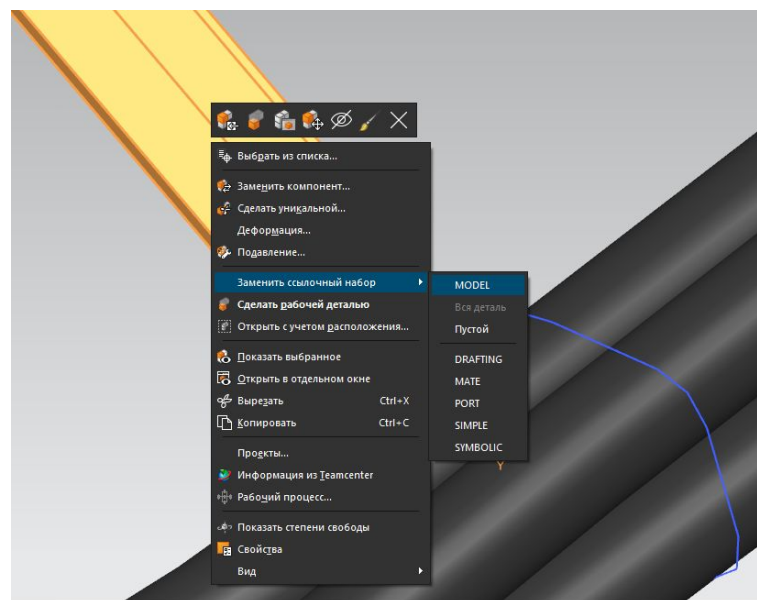 Выбрать из списка...
Заменить компонент...
Сделать уникальной...
Деформация...
Подавление...
Заменить ссылочный набор
Сделать рабочей деталью
Открыть с учетом расположения...
Показать выбранное
Открыть в отдельном окне
Вырезать Ctrl+X
Копировать Ctrl+C
Проекты...
Информация из Teamcenter
Рабочий процесс...
Показать степени свободы
Свойства
Вид
MODEL
Вся деталь
Пустой
DRAFTING
MATE
PORT
SIMPLE
SYMBOLIC
Y